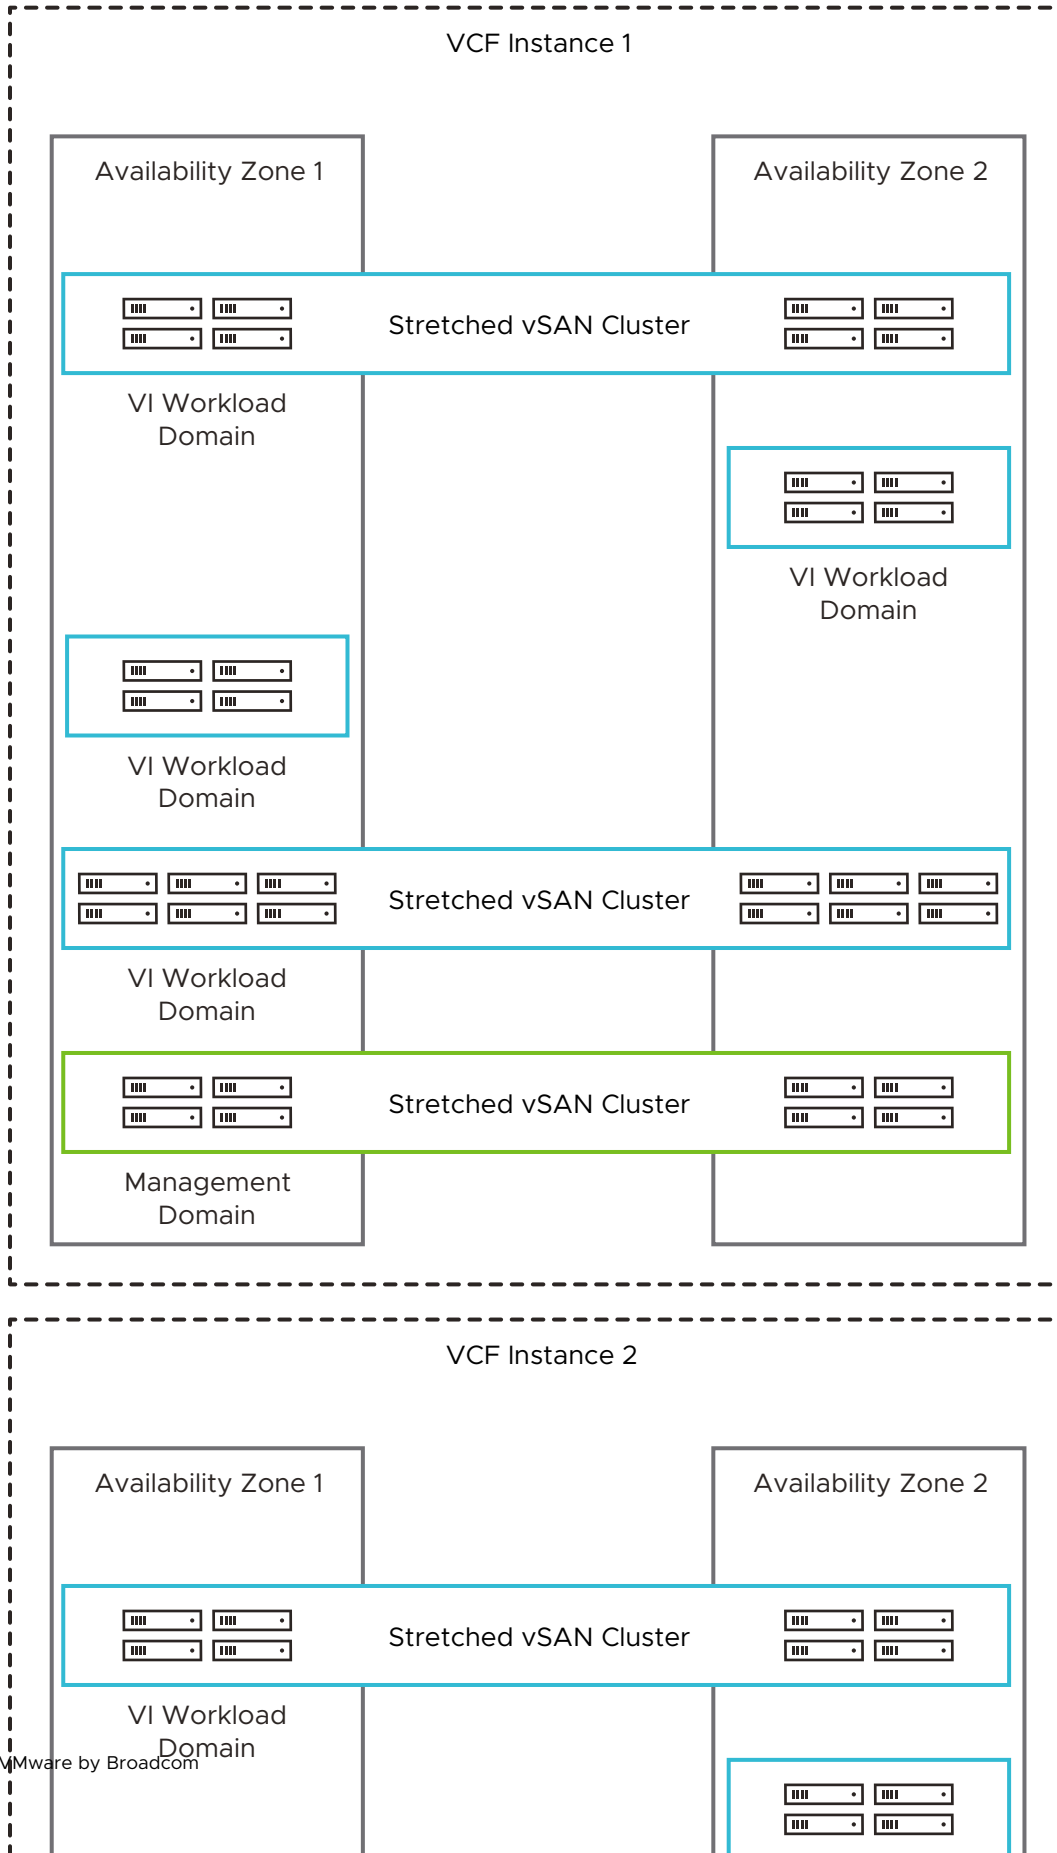 VCF Instance 1
Availability Zone 1
Availability Zone 2
Stretched vSAN Cluster
VI Workload
Domain
VI Workload
Domain
VI Workload
Domain
Stretched vSAN Cluster
VI Workload
Domain
Stretched vSAN Cluster
Management
Domain
VCF Instance 2
Availability Zone 1
Availability Zone 2
Stretched vSAN Cluster
VI Workload
Domain
VMware by Broadcom